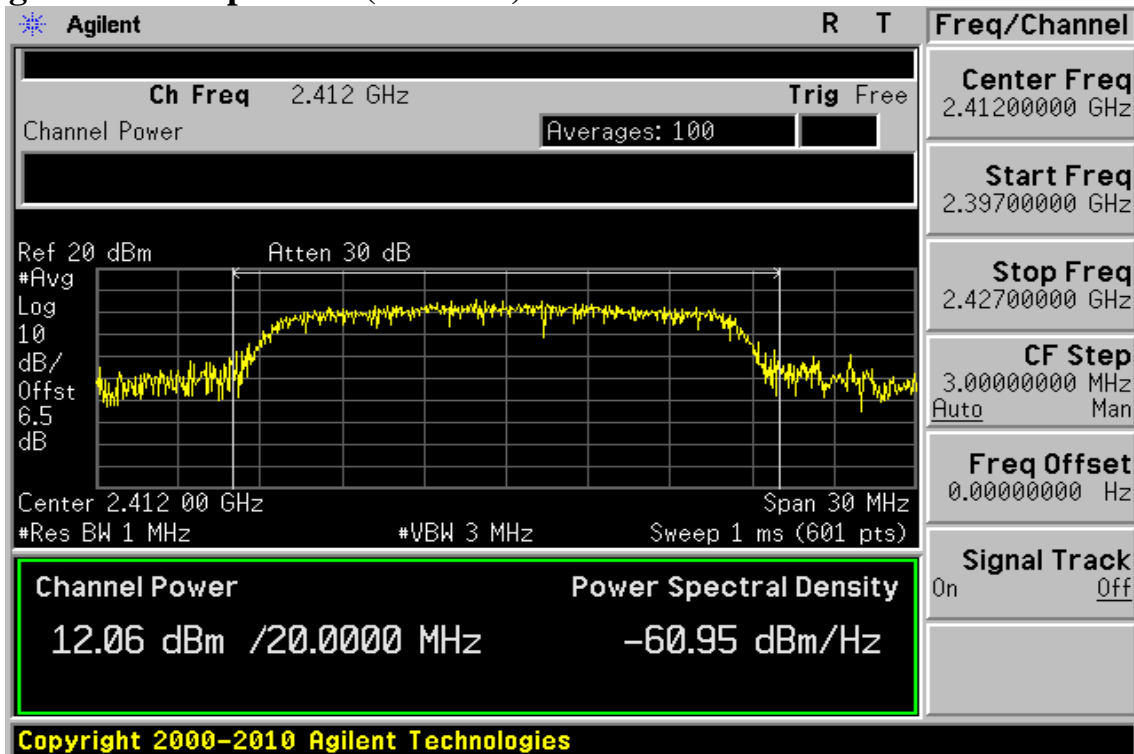 Agilent
R T
Freq/Channel
Ch Freq 2.412 GHz
Trig Free
Channel Power
Averages: 100
Center Freq
2.41200000 GHz
Start Freq
2.39700000 GHz
Stop Freq
2.42700000 GHz
CF Step
3.00000000 MHz
Auto Man
Freq Offset
0.00000000 Hz
Signal Track
On Off
Ref 20 dBm
Atten 30 dB
#Avg
Log
10
dB/
Offst
6.5
dB
Center 2.412 00 GHz
Span 30 MHz
#Res BW 1 MHz
#VBW 3 MHz
Sweep 1 ms (601 pts)
Channel Power
Power Spectral Density
12.06 dBm /20.0000 MHz
-60.95 dBm/Hz
Copyright 2000-2010 Agilent Technologies